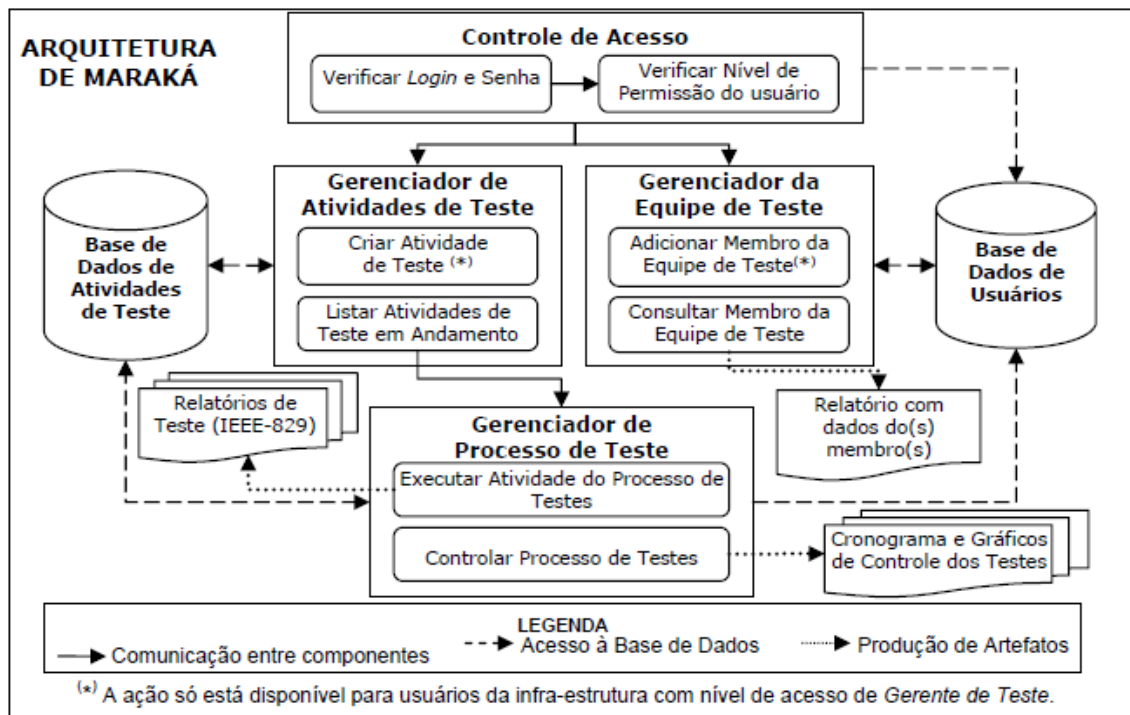 ARQUITETURA
DE MARAKÁ
Controle de Acesso
Verificar Login e Senha
Verificar Nível de
Permissão do usuário
Gerenciador de
Atividades de Teste
Criar Atividade
de Teste (*)
Listar Atividades de
Teste em Andamento
Gerenciador da
Equipe de Teste
Adicionar Membro da
Equipe de Teste(*)
Consultar Membro da
Equipe de Teste
Base de
Dados de
Atividades
de Teste
Base de
Dados de
Usuários
Relatórios de
Teste (IEEE-829)
Relatório com
dados do(s)
membro(s)
Gerenciador de
Processo de Teste
Executar Atividade do Processo de
Testes
Controlar Processo de Testes
Cronograma e Gráficos
de Controle dos Testes
LEGENDA
Comunicação entre componentes
Acesso à Base de Dados
Produção de Artefatos
(*) A ação só está disponível para usuários da infra-estrutura com nível de acesso de Gerente de Teste.